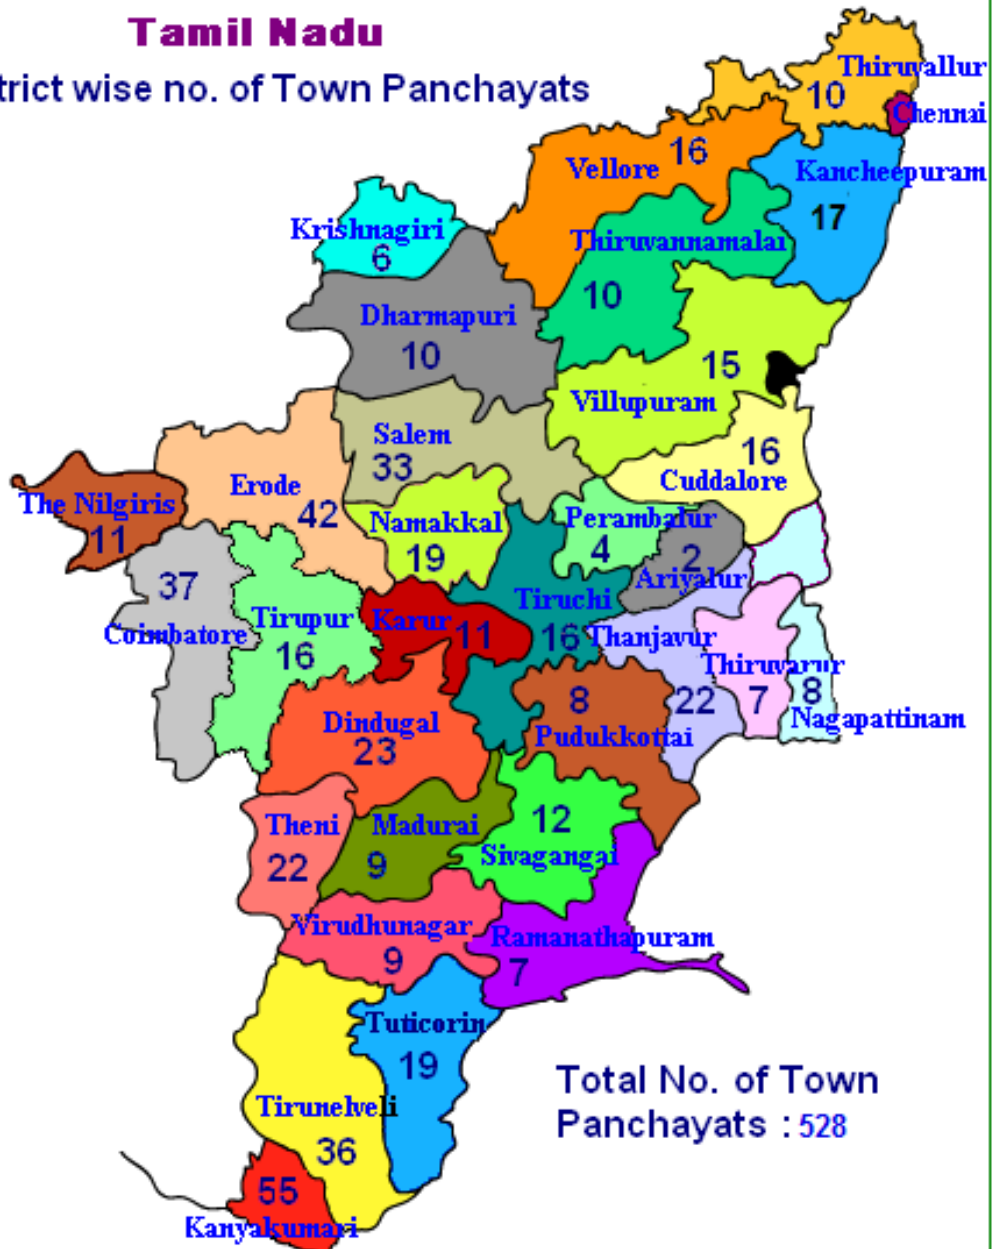 Tamil Nadu
trict wise no. of Town Panchayats
Thiruvallur
10
Chennai
Vellore 16
Kancheepuram
17
Krishnagiri
6
Thiruvannamalai
10
Dharmapuri
10
15
Villupuram
Salem
33
16
Cuddalore
Erode
42
The Nilgiris
11
Namakkal
19
Perambalur
4
2
Ariyalur
37
Coimbatore
Tirupur
16
Karur 11
Tiruchi
16
Thanjavur
22
Thiruvarur
7
8
Nagapattinam
8
Pudukkottai
Dindugal
23
Theni
22
Madurai
9
12
Sivagangai
Virudhunagar
9
Ramanathapuram
7
Tuticorin
19
Tirunelveli
36
55
Kanyakumari
Total No. of Town
Panchayats : 528